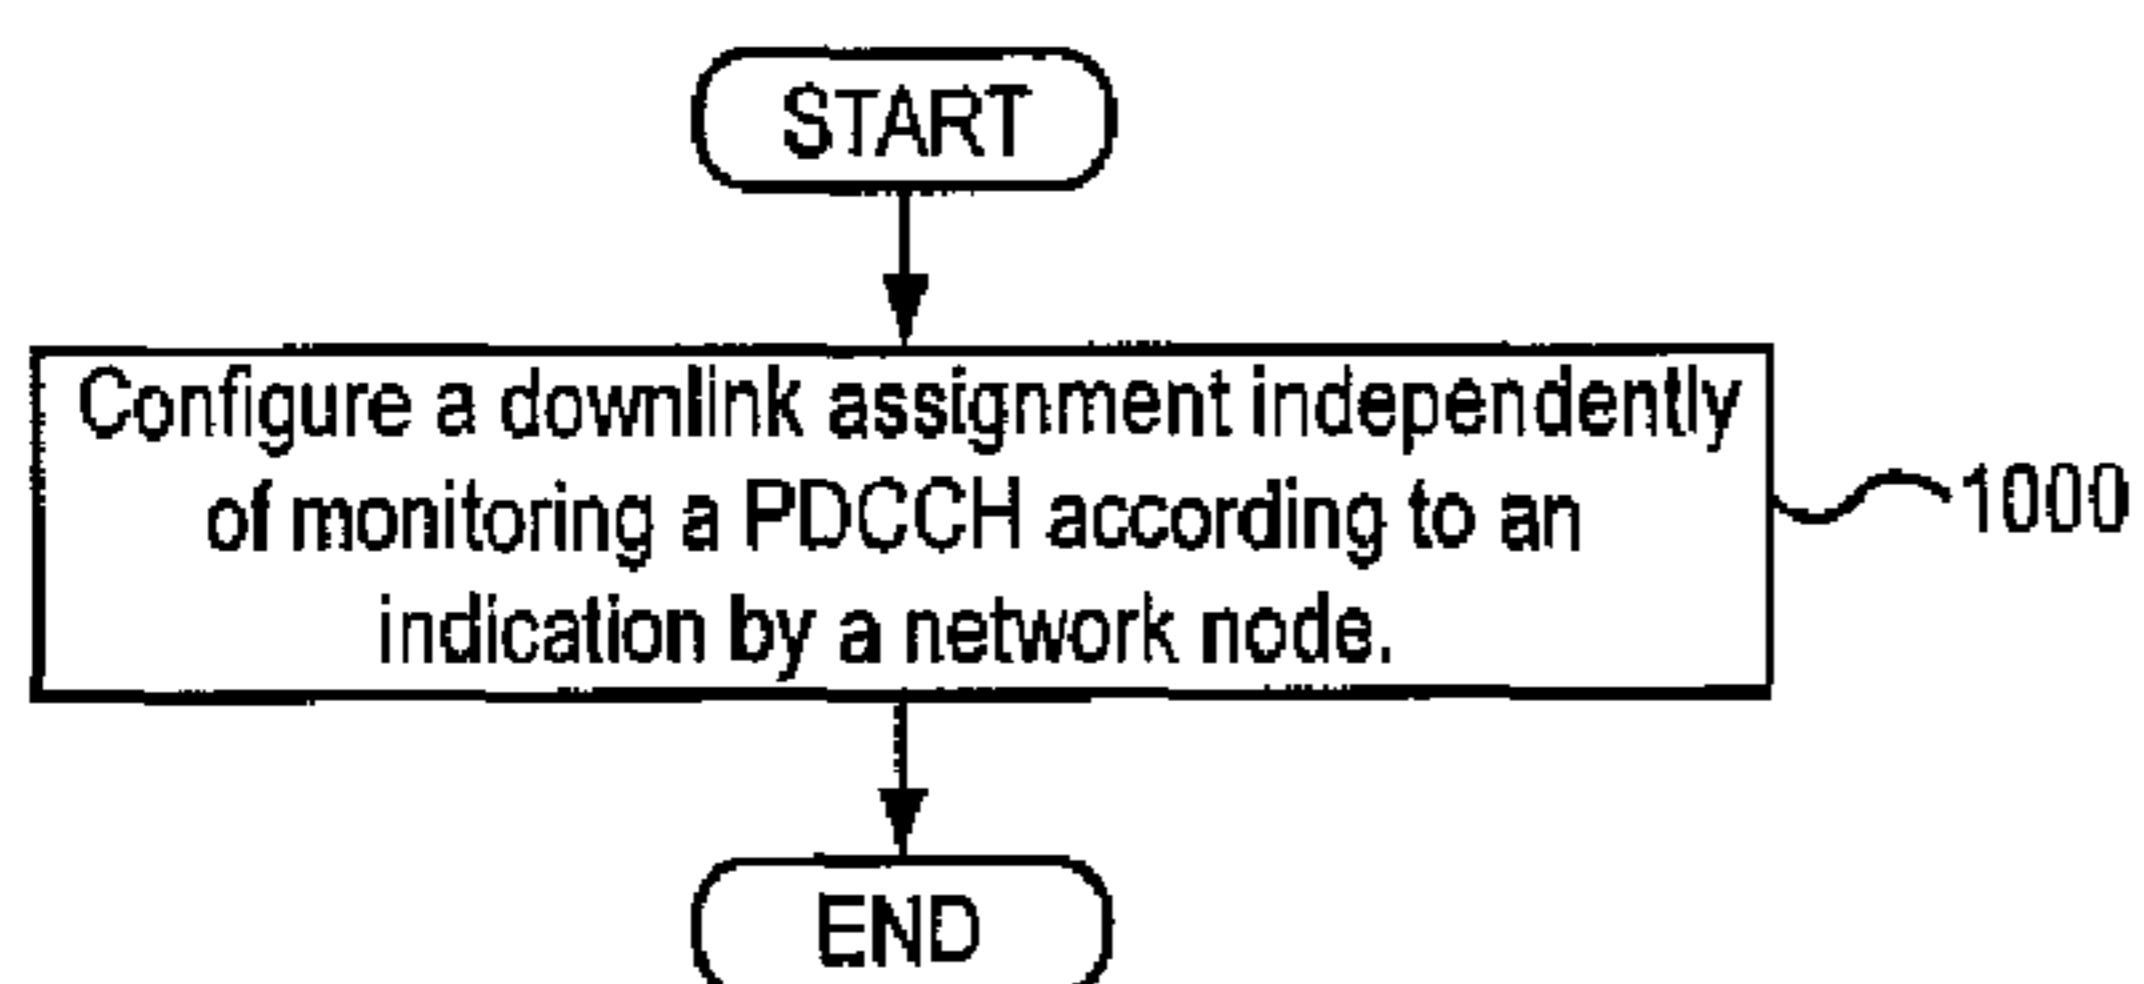 START
Configure a downlink assignment independently
of monitoring a PDCCH according to an
indication by a network node.
1000
END